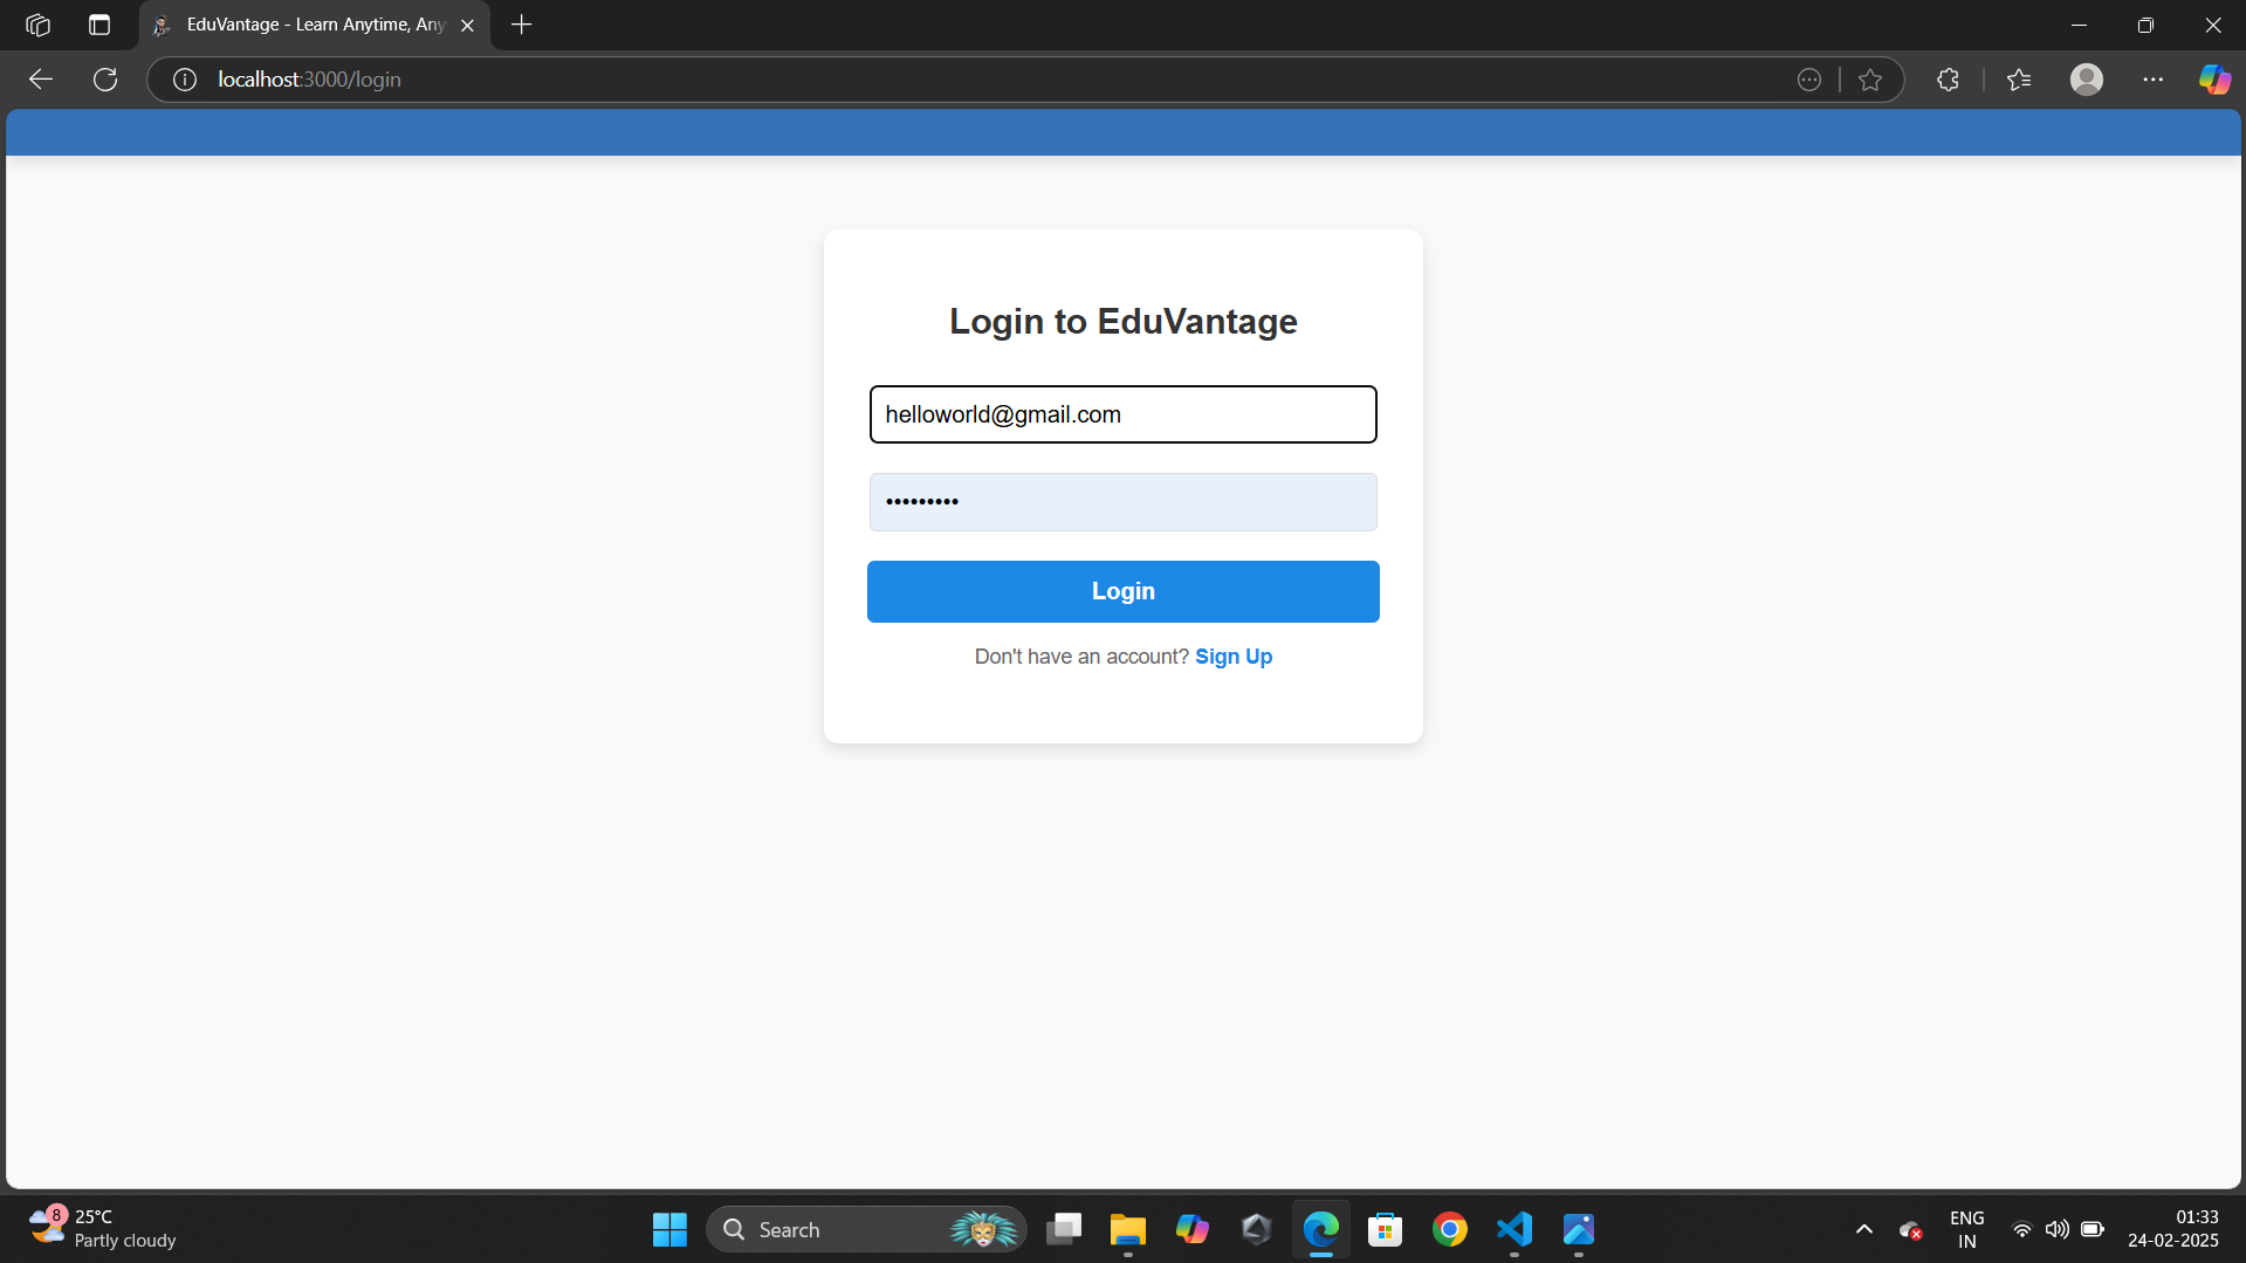 EduVantage - Learn Anytime, Any
localhost:3000/login
Login to EduVantage
helloworld@gmail.com
•••••••••
Login
Don't have an account? Sign Up
8
25°C
Partly cloudy
Search
ENG
IN
01:33
24-02-2025